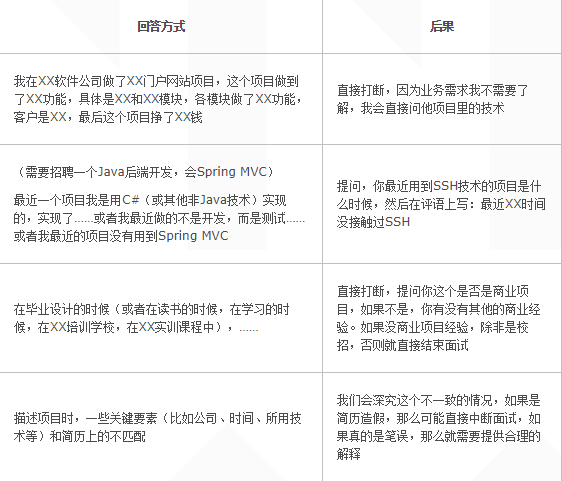 回答方式
后果
我在XX软件公司做了XX门户网站项目，这个项目做到
了XX功能，具体是XX和XX模块，各模块做了XX功能，
客户是XX，最后这个项目挣了XX钱
直接打断，因为业务需求我不需要了
解，我会直接问他项目里的技术
（需要招聘一个Java后端开发，会Spring MVC）
最近一个项目我是用C#（或其他非Java技术）实现
的，实现了……或者我最近做的不是开发，而是测试……
或者我最近的项目没有用到Spring MVC
提问，你最近用到SSH技术的项目是什
么时候，然后在评语上写：最近XX时间
没接触过SSH
在毕业设计的时候（或者在读书的时候，在学习的时
候，在XX培训学校，在XX实训课程中），……
直接打断，提问你这个是否是商业项
目，如果不是，你有没有其他的商业经
验。如果没商业项目经验，除非是校
招，否则就直接结束面试
描述项目时，一些关键要素（比如公司、时间、所用技
术等）和简历上的不匹配
我们会深究这个不一致的情况，如果是
简历造假，那么可能直接中断面试，如
果真的是笔误，那么就需要提供合理的
解释